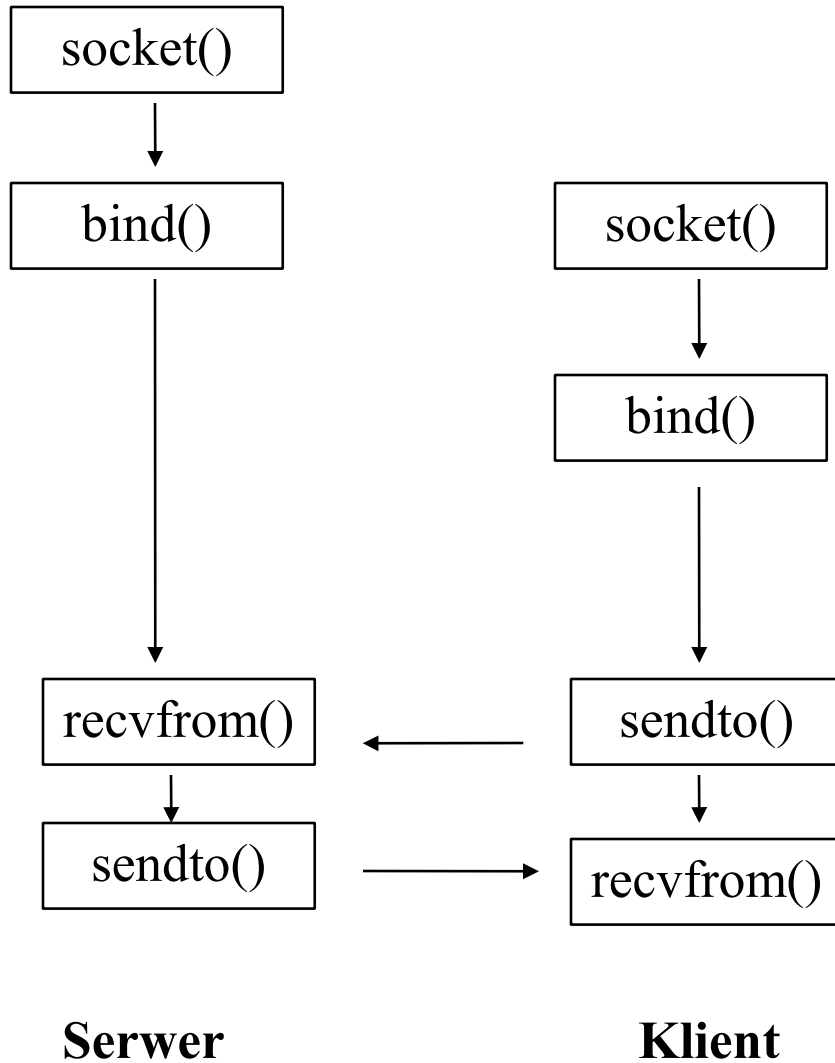 socket()
bind()
recvfrom()
sendto()
Serwer
socket()
bind()
sendto()
recvfrom()
Klient